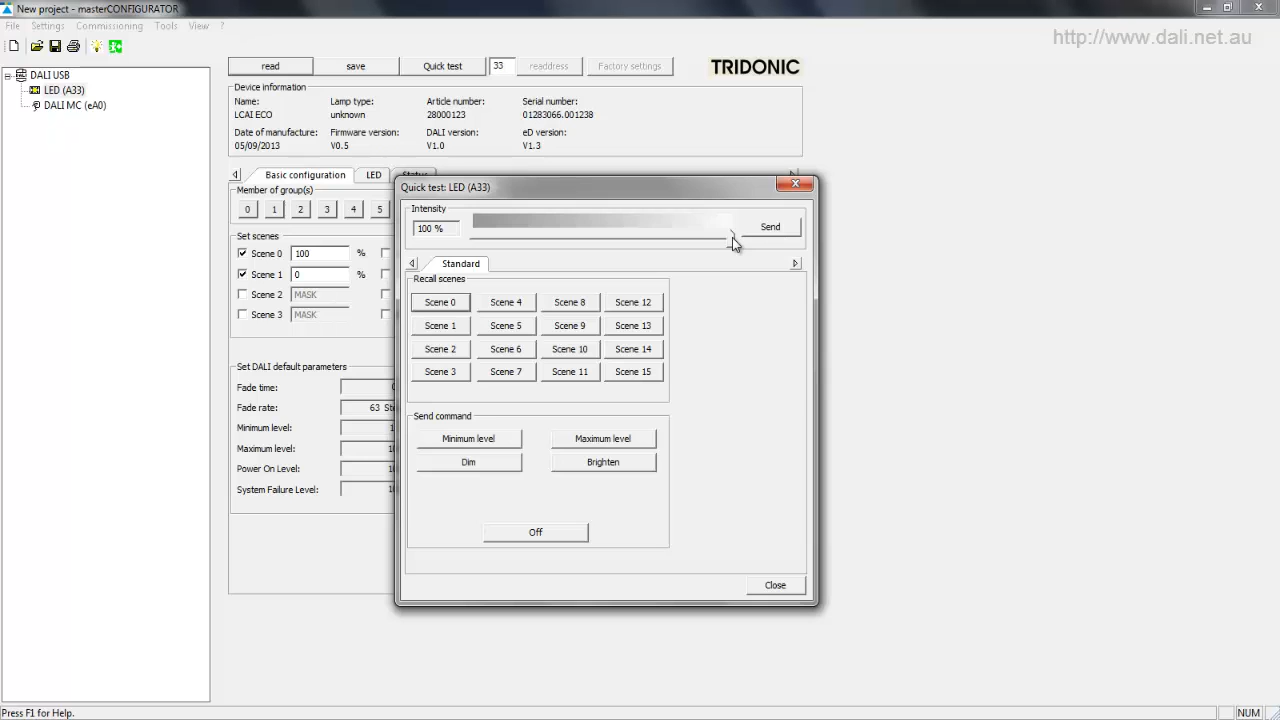 New project - masterCONFIGURATOR
File Settings Commissioning Tools View ?
http://www.dali.net.au
DALI USB
LED (A33)
DALI MC (eA0)
read save Quick test 33 readdress Factory settings TRIDONIC
Device information
Name: Lamp type: Article number: Serial number:
LCAI ECO unknown 28000123 01283066.001238
Date of manufacture: Firmware version: DALI version: eD version:
05/09/2013 V0.5 V1.0 V1.3
Basic configuration LED
Member of group(s)
0 1 2 3 4 5
Set scenes
Scene 0 100 %
Scene 1 0 %
Scene 2 MASK
Scene 3 MASK
Set DALI default parameters
Fade time:
Fade rate: 63
Minimum level:
Maximum level:
Power On Level:
System Failure Level:
Quick test: LED (A33)
Intensity
100 % Send
Standard
Recall scenes
Scene 0 Scene 4 Scene 8 Scene 12
Scene 1 Scene 5 Scene 9 Scene 13
Scene 2 Scene 6 Scene 10 Scene 14
Scene 3 Scene 7 Scene 11 Scene 15
Send command
Minimum level Maximum level
Dim Brighten
Off
Close
Press F1 for Help. NUM